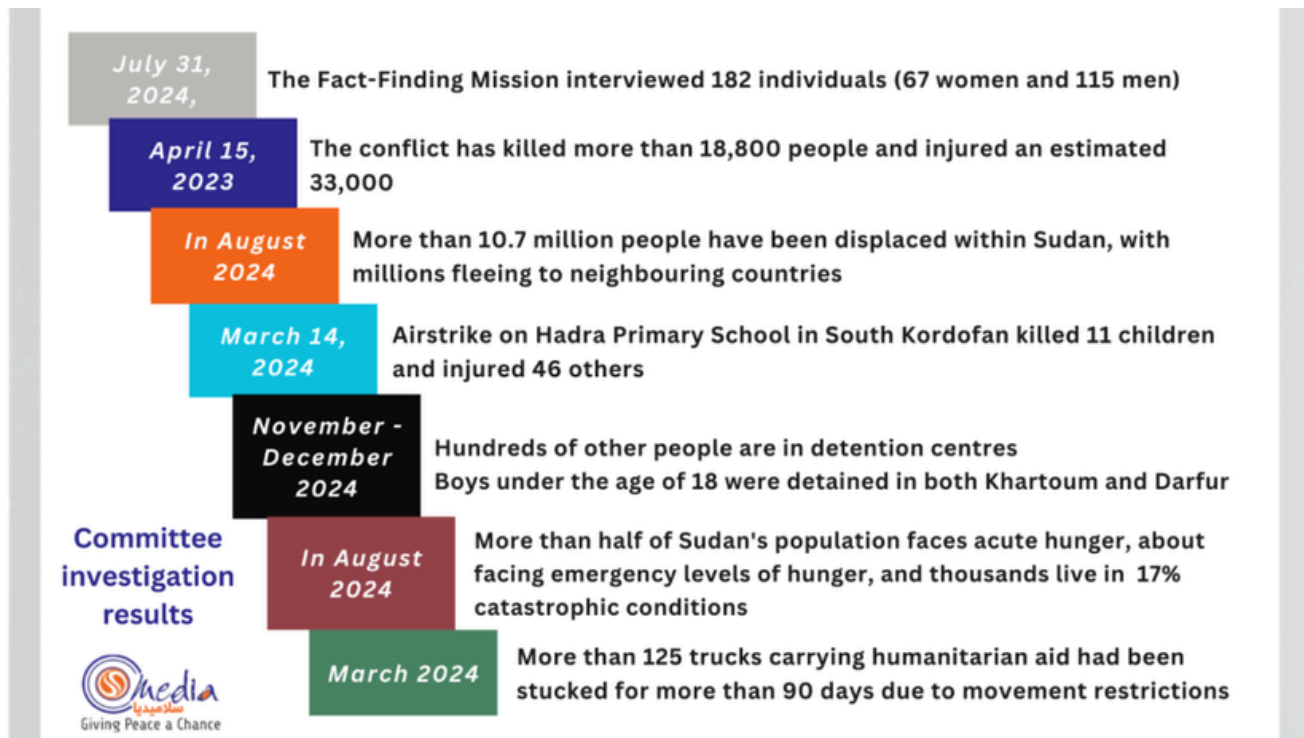 July 31,
2024,
The Fact-Finding Mission interviewed 182 individuals (67 women and 115 men)
April 15,
2023
The conflict has killed more than 18,800 people and injured an estimated
33,000
In August
2024
More than 10.7 million people have been displaced within Sudan, with
millions fleeing to neighbouring countries
March 14,
2024
Airstrike on Hadra Primary School in South Kordofan killed 11 children
and injured 46 others
November -
December
2024
Hundreds of other people are in detention centres
Boys under the age of 18 were detained in both Khartoum and Darfur
In August
2024
More than half of Sudan's population faces acute hunger, about
facing emergency levels of hunger, and thousands live in 17%
catastrophic conditions
March 2024
More than 125 trucks carrying humanitarian aid had been
stucked for more than 90 days due to movement restrictions
Committee
investigation
results
media
سلاميديا
Giving Peace a Chance